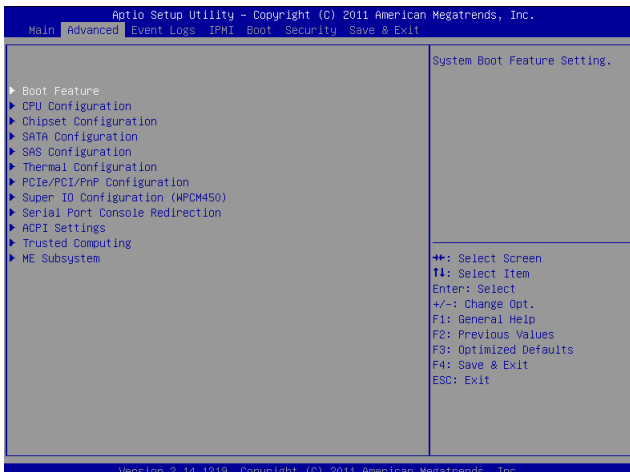 Aptio Setup Utility – Copyright (C) 2011 American Megatrends, Inc.
Main Advanced Event Logs IPMI Boot Security Save & Exit
System Boot Feature Setting.
▶ Boot Feature
▶ CPU Configuration
▶ Chipset Configuration
▶ SATA Configuration
▶ SAS Configuration
▶ Thermal Configuration
▶ PCIe/PCI/PnP Configuration
▶ Super IO Configuration (WPCM450)
▶ Serial Port Console Redirection
▶ ACPI Settings
▶ Trusted Computing
▶ ME Subsystem
→←: Select Screen
↑↓: Select Item
Enter: Select
+/-: Change Opt.
F1: General Help
F2: Previous Values
F3: Optimized Defaults
F4: Save & Exit
ESC: Exit
Version 2.14.1219. Copyright (C) 2011 American Megatrends, Inc.